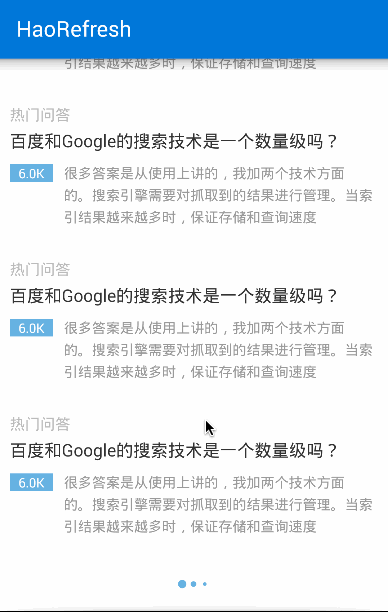 HaoRefresh
引结果越来越多时，保证存储和查询速度
热门问答
百度和Google的搜索技术是一个数量级吗？
6.0K
很多答案是从使用上讲的，我加两个技术方面
的。搜索引擎需要对抓取到的结果进行管理。当索
引结果越来越多时，保证存储和查询速度
热门问答
百度和Google的搜索技术是一个数量级吗？
6.0K
很多答案是从使用上讲的，我加两个技术方面
的。搜索引擎需要对抓取到的结果进行管理。当索
引结果越来越多时，保证存储和查询速度
热门问答
百度和Google的搜索技术是一个数量级吗？
6.0K
很多答案是从使用上讲的，我加两个技术方面
的。搜索引擎需要对抓取到的结果进行管理。当索
引结果越来越多时，保证存储和查询速度